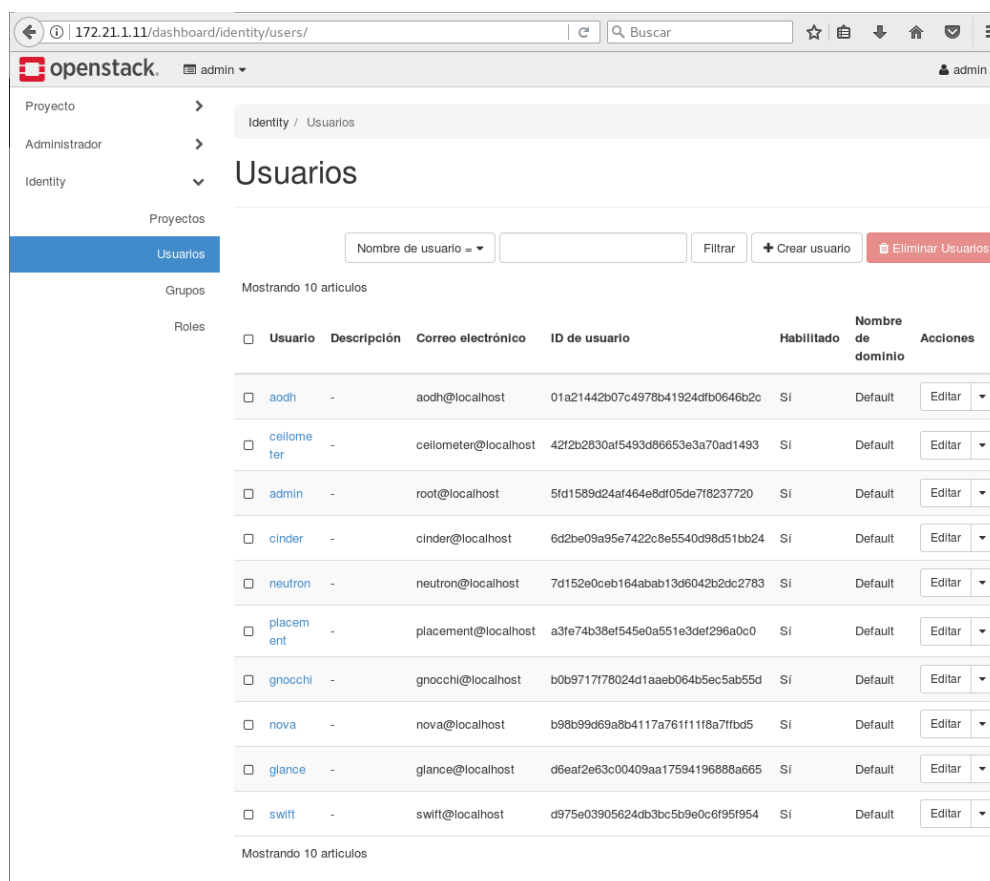 172.21.1.11/dashboard/identity/users/
Buscar
openstack. admin admin
Proyecto
Administrador
Identity
Proyectos
Usuarios
Grupos
Roles
Identity / Usuarios
Usuarios
Nombre de usuario = Filtrar Crear usuario Eliminar Usuarios
Mostrando 10 articulos
Usuario Descripción Correo electrónico ID de usuario Habilitado Nombre de dominio Acciones
aodh - aodh@localhost 01a21442b07c4978b41924dfb0646b2c Sí Default Editar
ceilome
ter - ceilometer@localhost 42f2b2830af5493d86653e3a70ad1493 Sí Default Editar
admin - root@localhost 5fd1589d24af464e8df05de7f8237720 Sí Default Editar
cinder - cinder@localhost 6d2be09a95e7422c8e5540d98d51bb24 Sí Default Editar
neutron - neutron@localhost 7d152e0ceb164abab13d6042b2dc2783 Sí Default Editar
placem
ent - placement@localhost a3fe74b38ef545e0a551e3def296a0c0 Sí Default Editar
gnocchi - gnocchi@localhost b0b9717f78024d1aaeb064b5ec5ab55d Sí Default Editar
nova - nova@localhost b98b99d69a8b4117a761f11f8a7ffbd5 Sí Default Editar
glance - glance@localhost d6eaf2e63c00409aa17594196888a665 Sí Default Editar
swift - swift@localhost d975e03905624db3bc5b9e0c6f95f954 Sí Default Editar
Mostrando 10 articulos